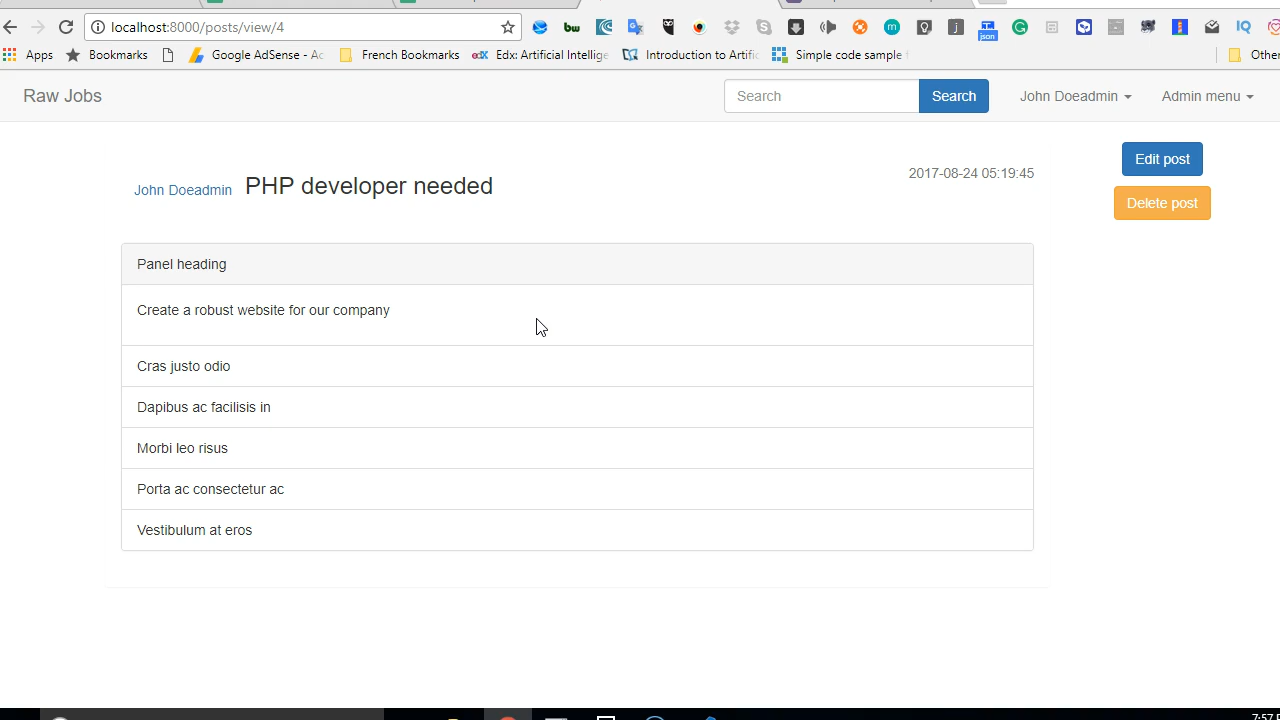 localhost:8000/posts/view/4
Apps Bookmarks Google AdSense - Ac French Bookmarks edX Edx: Artificial Intellige Introduction to Artific Simple code sample Other
Raw Jobs Search Search John Doeadmin Admin menu
Edit post
John Doeadmin PHP developer needed 2017-08-24 05:19:45
Delete post
Panel heading
Create a robust website for our company
Cras justo odio
Dapibus ac facilisis in
Morbi leo risus
Porta ac consectetur ac
Vestibulum at eros
7:57